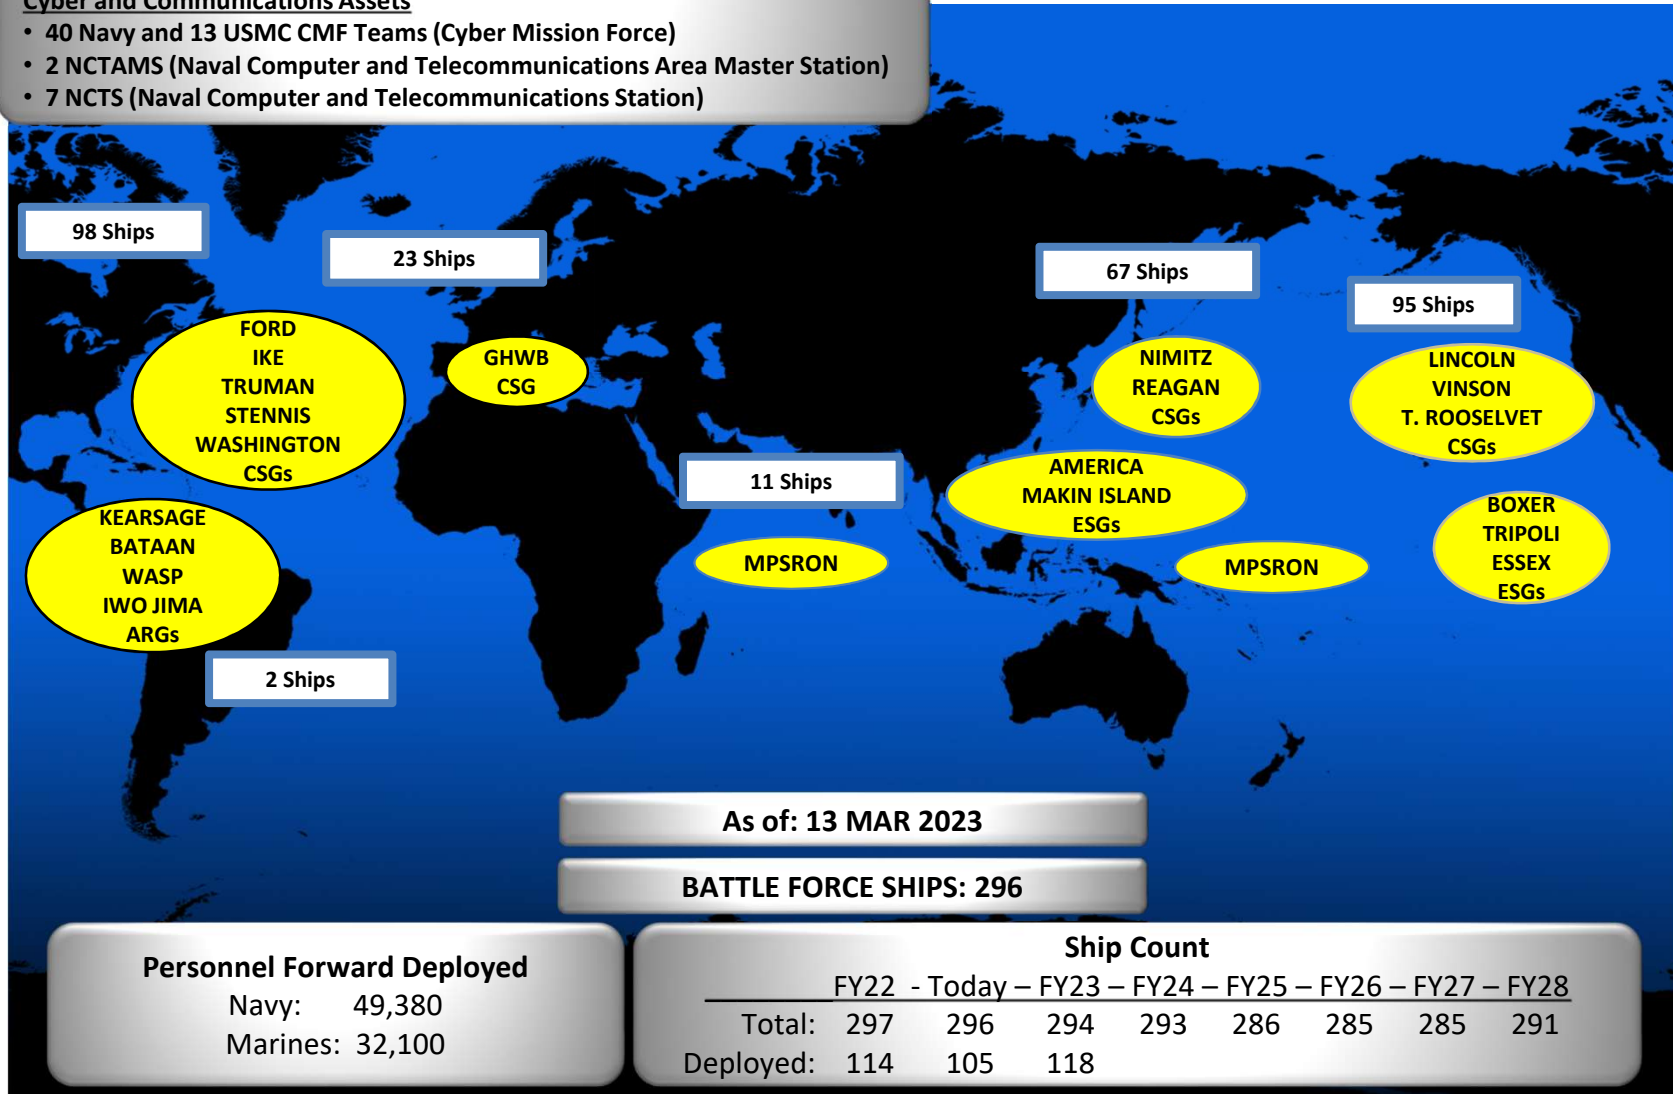 Cyber and Communications Assets
• 40 Navy and 13 USMC CMF Teams (Cyber Mission Force)
• 2 NCTAMS (Naval Computer and Telecommunications Area Master Station)
• 7 NCTS (Naval Computer and Telecommunications Station)
98 Ships
23 Ships
67 Ships
95 Ships
FORD
IKE
TRUMAN
STENNIS
WASHINGTON
CSGs
GHWB
CSG
NIMITZ
REAGAN
CSGs
LINCOLN
VINSON
T. ROOSELVET
CSGs
11 Ships
AMERICA
MAKIN ISLAND
ESGs
KEARSAGE
BATAAN
WASP
IWO JIMA
ARGs
MPSRON
MPSRON
BOXER
TRIPOLI
ESSEX
ESGs
2 Ships
As of: 13 MAR 2023
BATTLE FORCE SHIPS: 296
Personnel Forward Deployed
Navy: 49,380
Marines: 32,100
Ship Count
FY22 - Today – FY23 – FY24 – FY25 – FY26 – FY27 – FY28
Total: 297 296 294 293 286 285 285 291
Deployed: 114 105 118